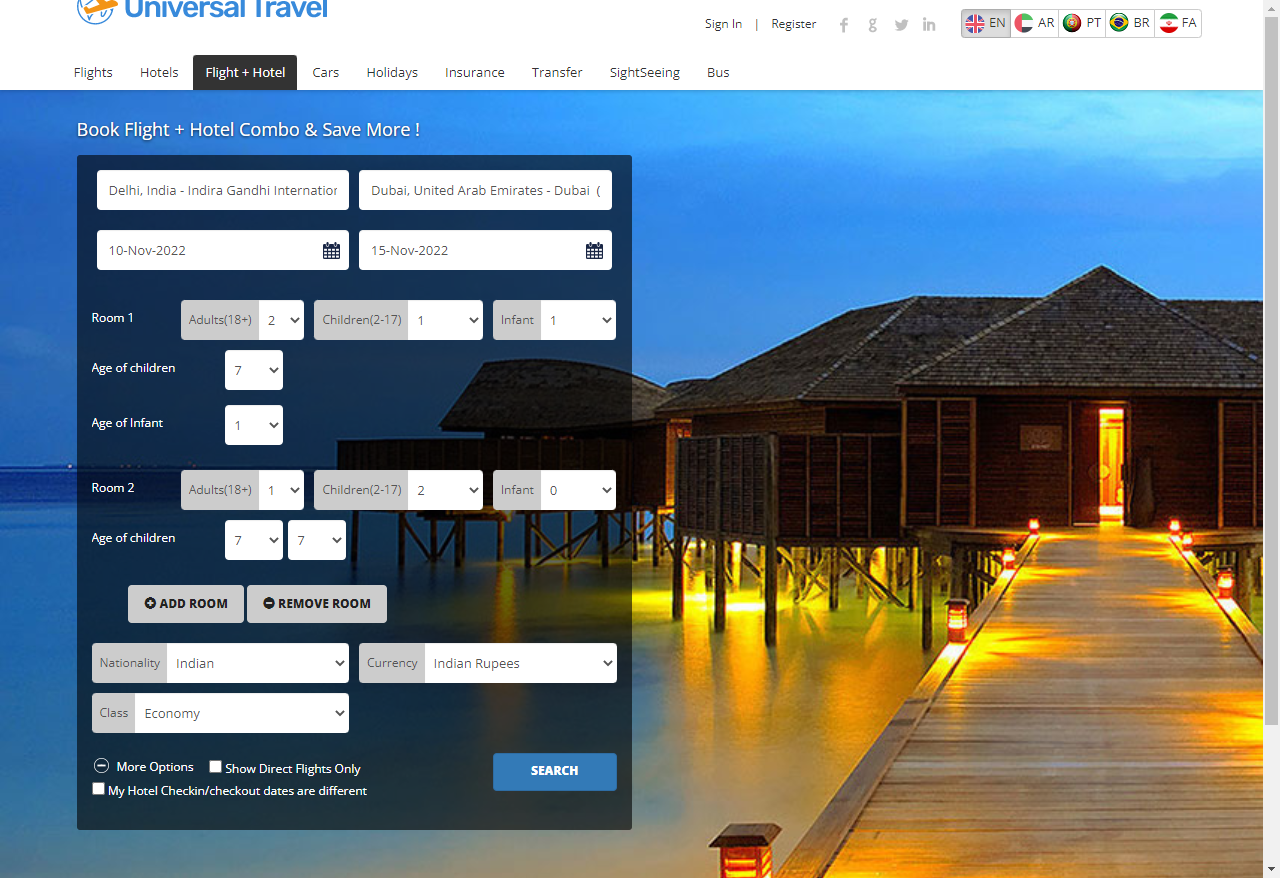 Universal Travel
Sign In | Register
EN AR PT BR FA
Flights Hotels Flight + Hotel Cars Holidays Insurance Transfer SightSeeing Bus
Book Flight + Hotel Combo & Save More !
Delhi, India - Indira Gandhi Internation Dubai, United Arab Emirates - Dubai (
10-Nov-2022 15-Nov-2022
Room 1 Adults(18+) 2 Children(2-17) 1 Infant 1
Age of children 7
Age of Infant 1
Room 2 Adults(18+) 1 Children(2-17) 2 Infant 0
Age of children 7 7
ADD ROOM REMOVE ROOM
Nationality Indian Currency Indian Rupees
Class Economy
More Options Show Direct Flights Only SEARCH
My Hotel Checkin/checkout dates are different